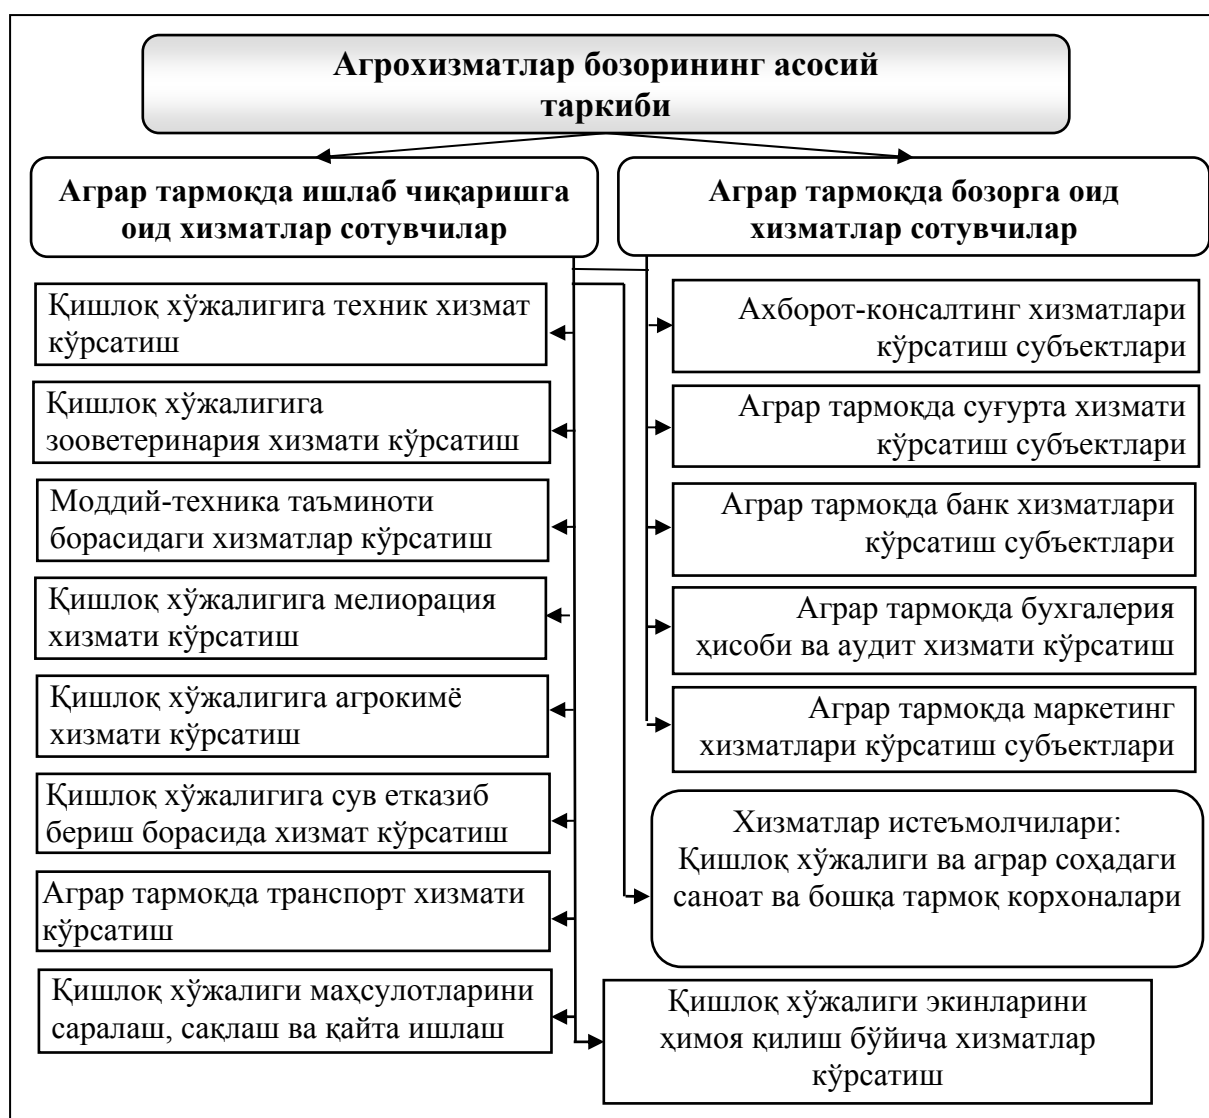 Агрохизматлар бозорининг асосий
таркиби
Аграр тармоқда ишлаб чиқаришга
оид хизматлар сотувчилар
Аграр тармоқда бозорга оид
хизматлар сотувчилар
Қишлоқ хўжалигига техник хизмат
кўрсатиш
Қишлоқ хўжалигига
зооветеринария хизмати кўрсатиш
Моддий-техника таъминоти
борасидаги хизматлар кўрсатиш
Қишлоқ хўжалигига мелиорация
хизмати кўрсатиш
Қишлоқ хўжалигига агрокимё
хизмати кўрсатиш
Қишлоқ хўжалигига сув етказиб
бериш борасида хизмат кўрсатиш
Аграр тармоқда транспорт хизмати
кўрсатиш
Қишлоқ хўжалиги маҳсулотларини
саралаш, сақлаш ва қайта ишлаш
Ахборот-консалтинг хизматлари
кўрсатиш субъектлари
Аграр тармоқда суғурта хизмати
кўрсатиш субъектлари
Аграр тармоқда банк хизматлари
кўрсатиш субъектлари
Аграр тармоқда бухгалерия
ҳисоби ва аудит хизмати кўрсатиш
Аграр тармоқда маркетинг
хизматлари кўрсатиш субъектлари
Хизматлар истеъмолчилари:
Қишлоқ хўжалиги ва аграр соҳадаги
саноат ва бошқа тармоқ корхоналари
Қишлоқ хўжалиги экинларини
ҳимоя қилиш бўйича хизматлар
кўрсатиш